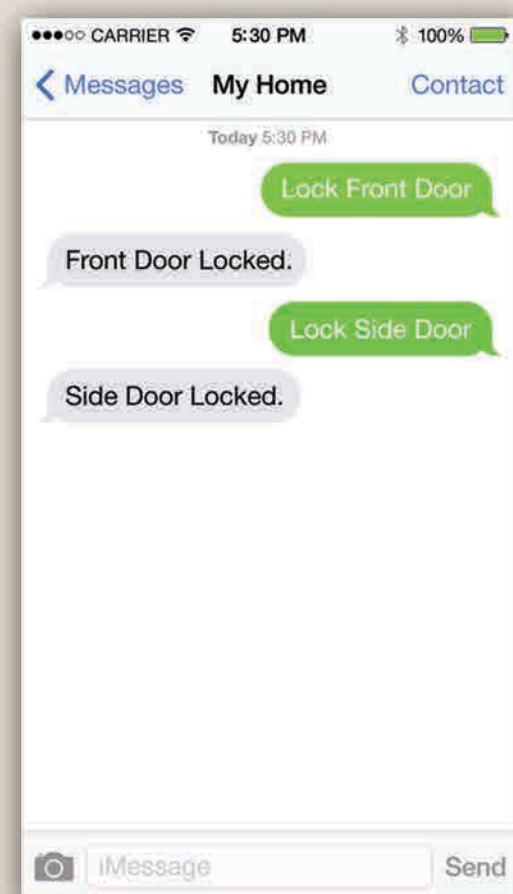 ●●●○○ CARRIER 5:30 PM 100%
Messages My Home Contact
Today 5:30 PM
Lock Front Door
Front Door Locked.
Lock Side Door
Side Door Locked.
iMessage Send